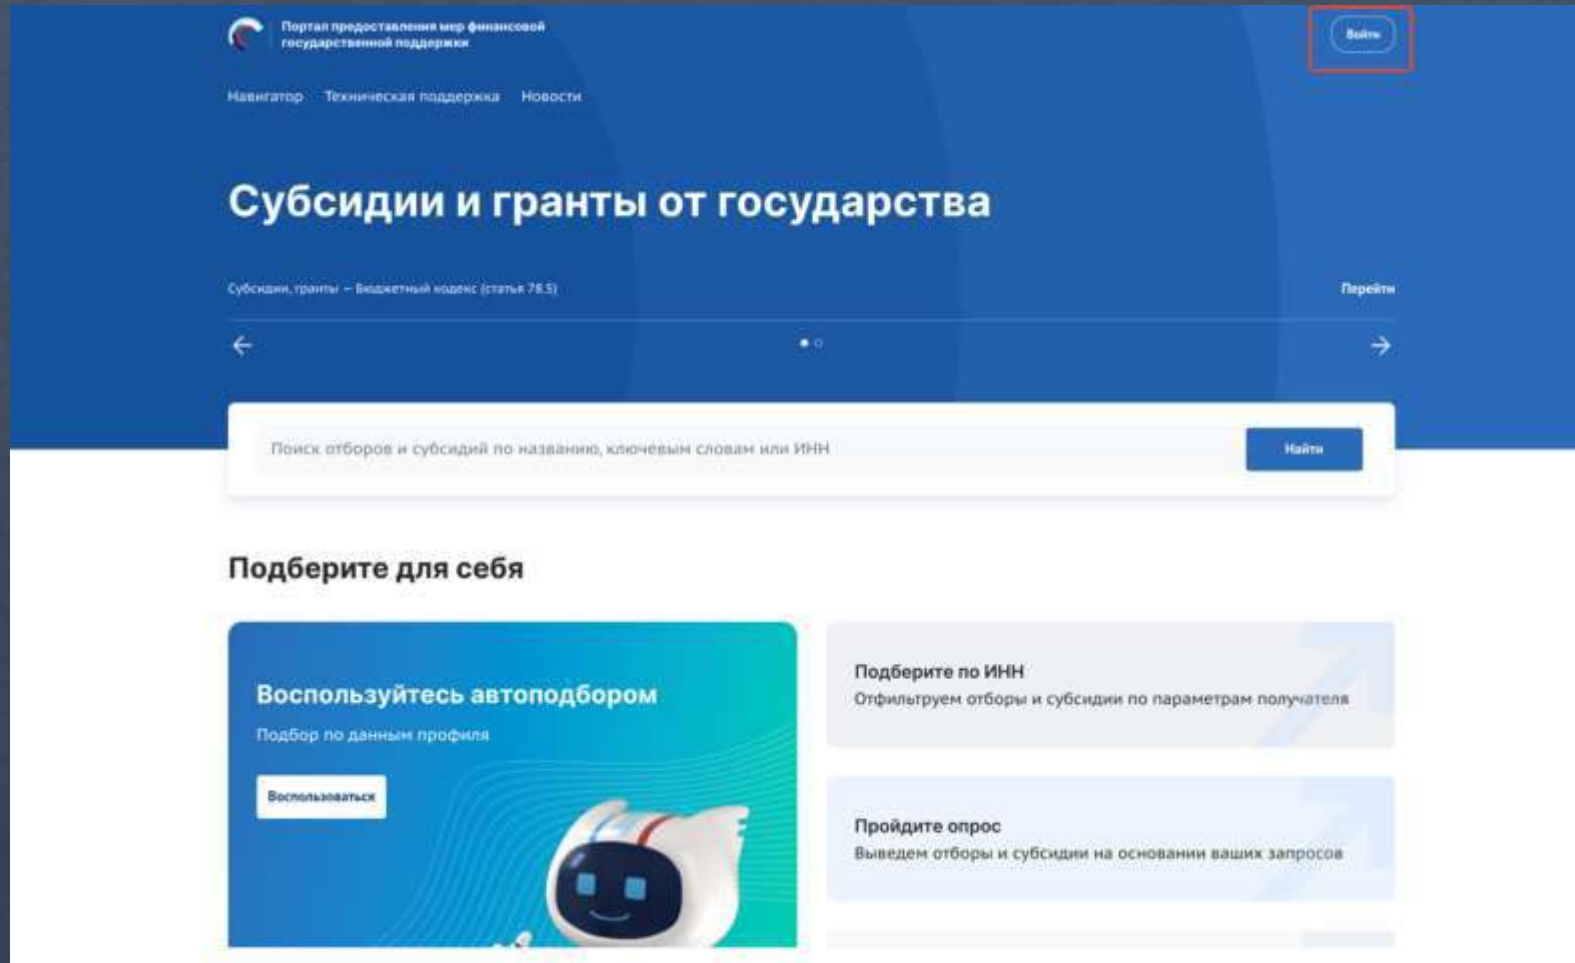 Портал предоставления мер финансовой
государственной поддержки
Войти
Навигатор Техническая поддержка Новости
Субсидии и гранты от государства
Субсидии, гранты — Бюджетный кодекс (статья 78.5)
Перейти
Поиск отборов и субсидий по названию, ключевым словам или ИНН
Найти
Подберите для себя
Воспользуйтесь автоподбором
Подбор по данным профиля
Воспользоваться
Подберите по ИНН
Отфильтруем отборы и субсидии по параметрам получателя
Пройдите опрос
Выведем отборы и субсидии на основании ваших запросов